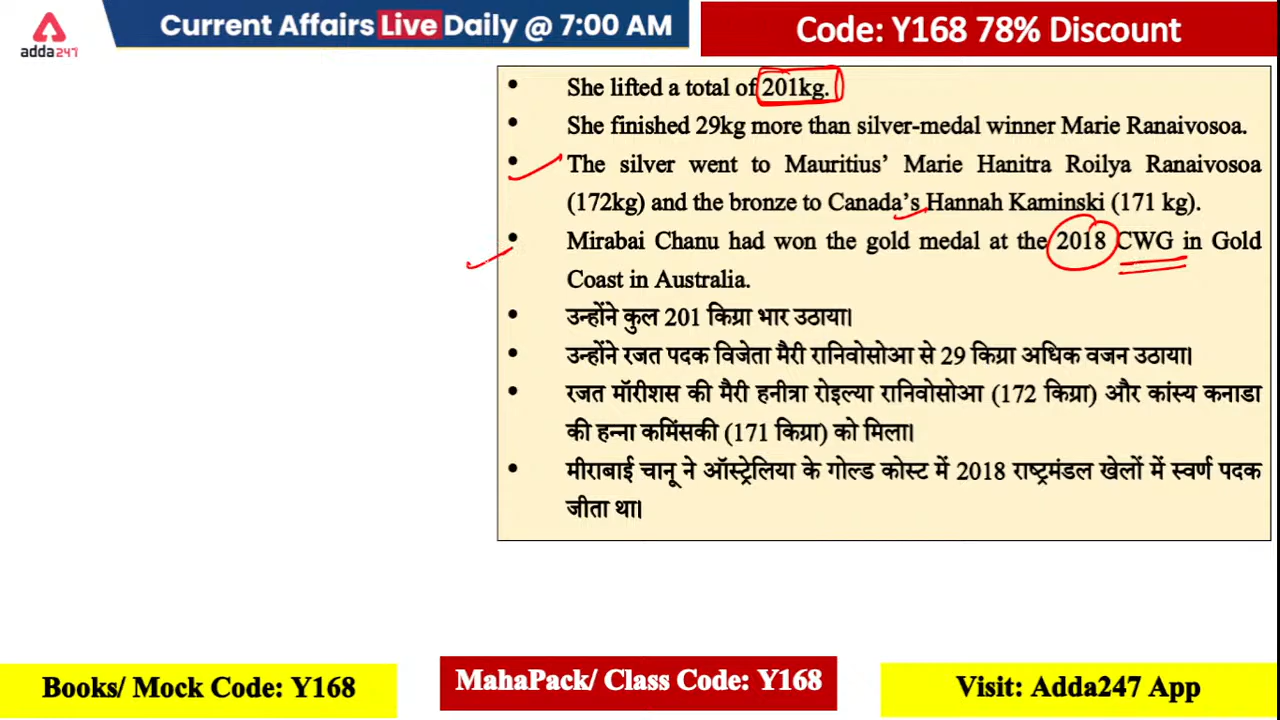 adda247
Current Affairs Live Daily @ 7:00 AM
Code: Y168 78% Discount
• She lifted a total of 201kg.
• She finished 29kg more than silver-medal winner Marie Ranaivosoa.
• The silver went to Mauritius’ Marie Hanitra Roilya Ranaivosoa
(172kg) and the bronze to Canada’s Hannah Kaminski (171 kg).
• Mirabai Chanu had won the gold medal at the 2018 CWG in Gold
Coast in Australia.
• उन्होंने कुल 201 किग्रा भार उठाया।
• उन्होंने रजत पदक विजेता मैरी रानिवोसोआ से 29 किग्रा अधिक वजन उठाया।
• रजत मॉरीशस की मैरी हनीत्रा रोइल्या रानिवोसोआ (172 किग्रा) और कांस्य कनाडा
की हन्ना कमिंसकी (171 किग्रा) को मिला।
• मीराबाई चानू ने ऑस्ट्रेलिया के गोल्ड कोस्ट में 2018 राष्ट्रमंडल खेलों में स्वर्ण पदक
जीता था।
Books/ Mock Code: Y168
MahaPack/ Class Code: Y168
Visit: Adda247 App